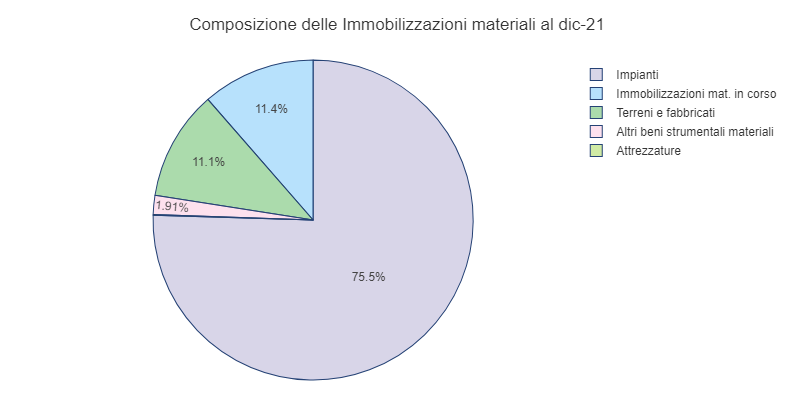 Composizione delle Immobilizzazioni materiali al dic-21
Impianti
Immobilizzazioni mat. in corso
Terreni e fabbricati
Altri beni strumentali materiali
Attrezzature
11.4%
11.1%
1.91%
75.5%